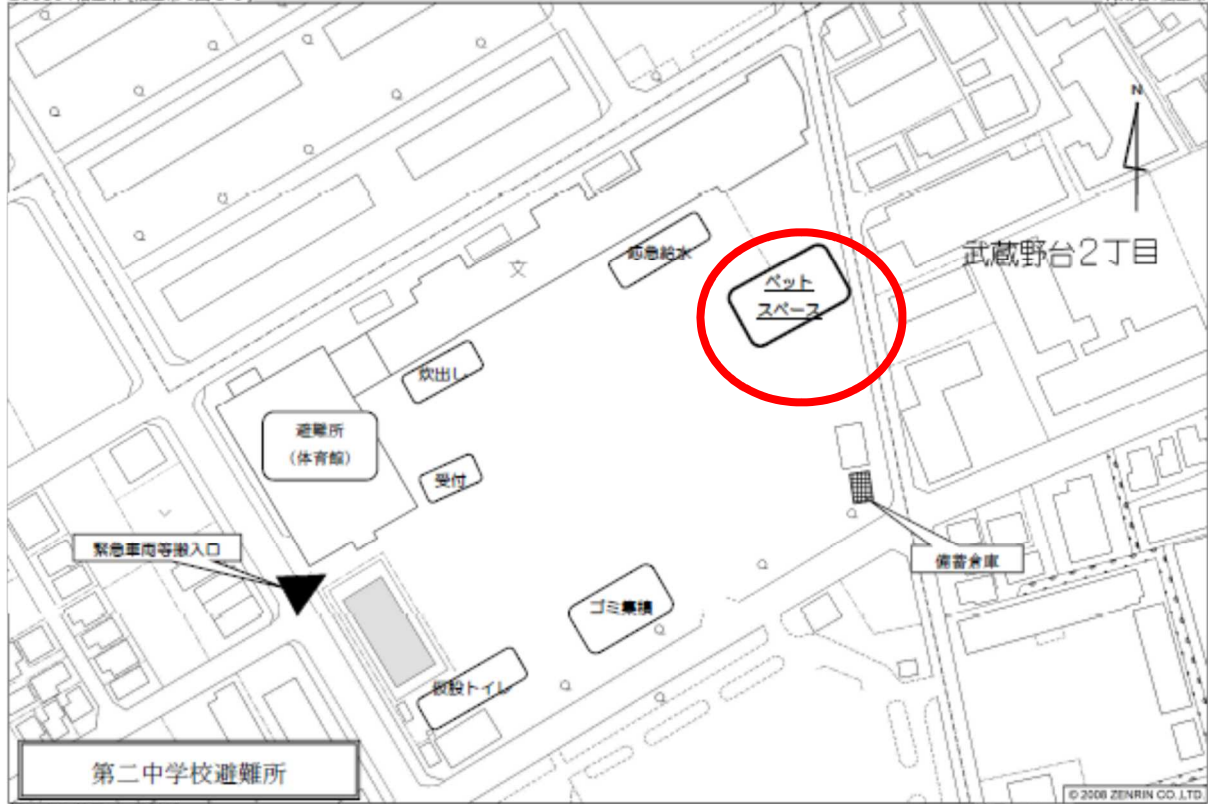 N
武蔵野台2丁目
文
応急給水
ペット
スペース
炊出し
避難所
(体育館)
受付
緊急車両等搬入口
備蓄倉庫
ゴミ集積
仮設トイレ
第二中学校避難所
© 2008 ZENRIN CO.,LTD.